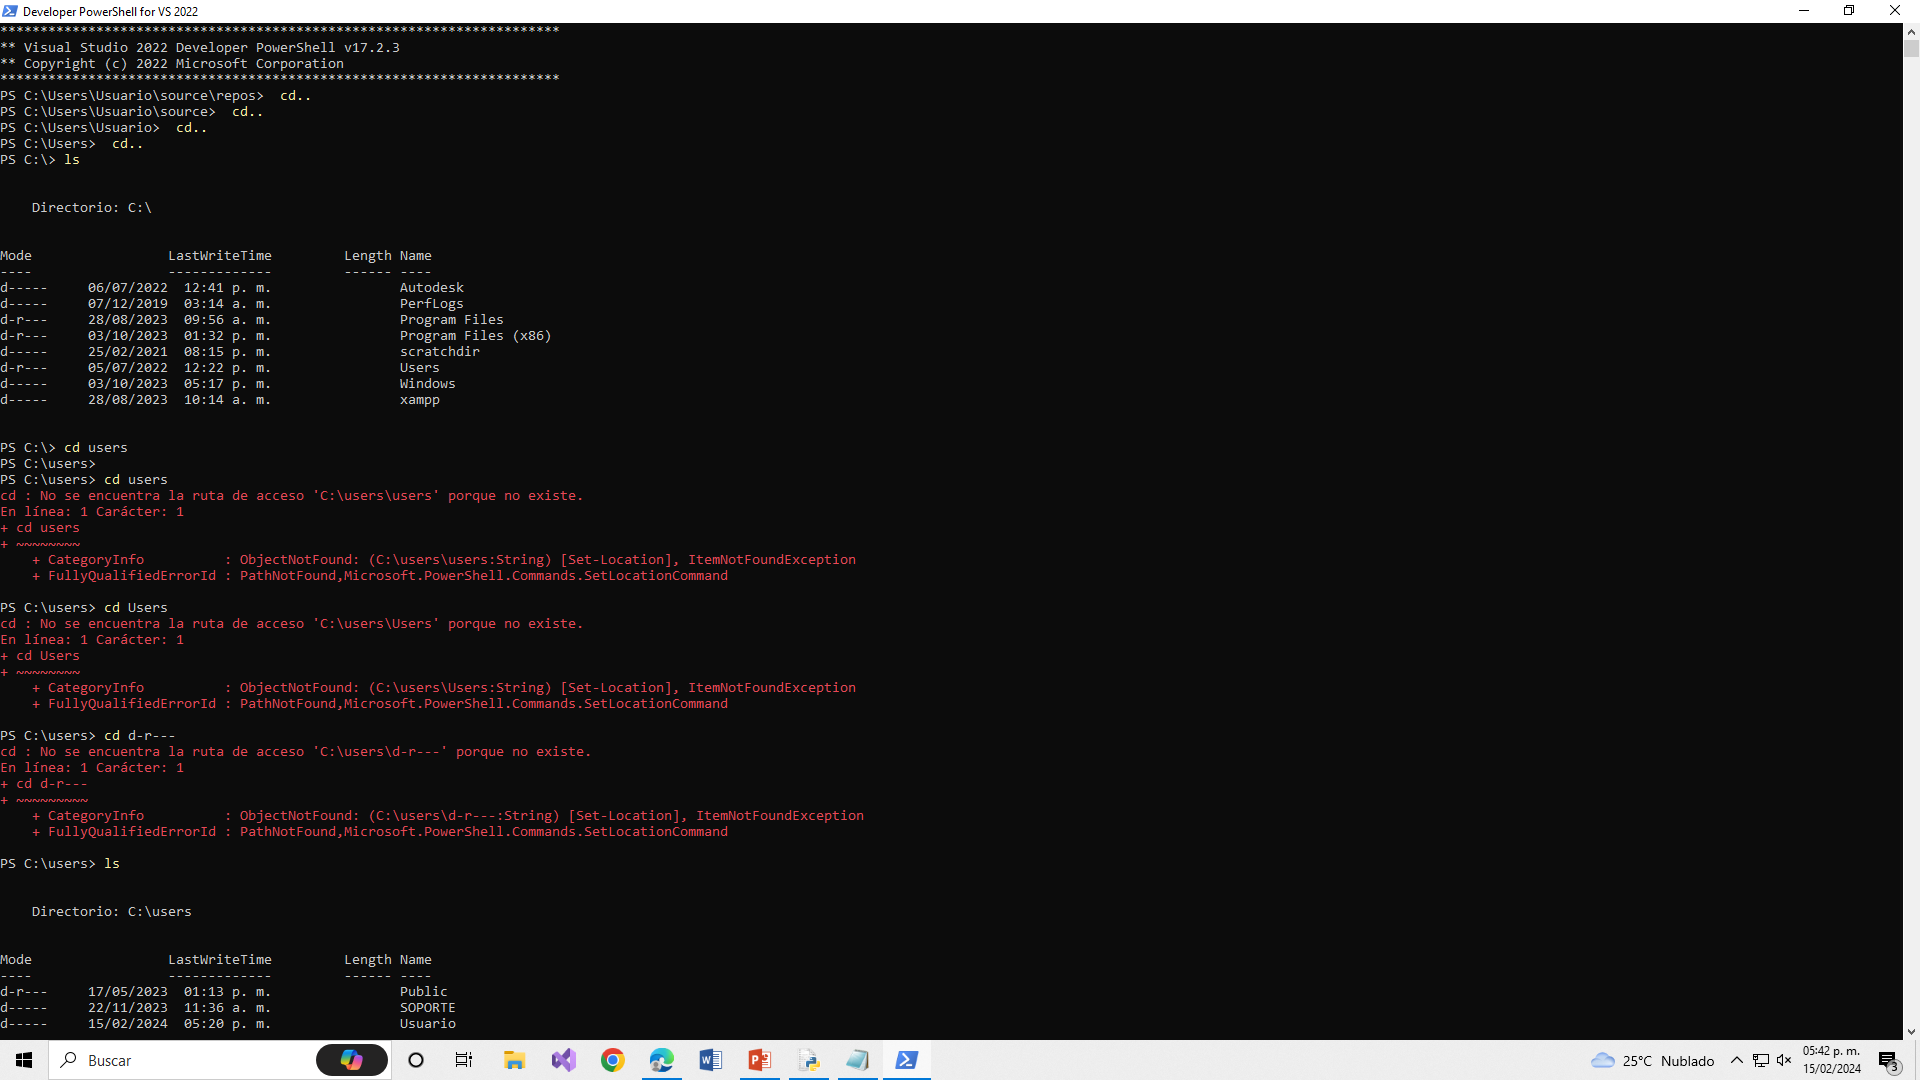 Developer PowerShell for VS 2022
**********************************************************************
** Visual Studio 2022 Developer PowerShell v17.2.3
** Copyright (c) 2022 Microsoft Corporation
**********************************************************************
PS C:\Users\Usuario\source\repos>  cd..
PS C:\Users\Usuario\source>  cd..
PS C:\Users\Usuario>  cd..
PS C:\Users>  cd..
PS C:\> ls
    Directorio: C:\
Mode                 LastWriteTime         Length Name
----                 -------------         ------ ----
d-----     06/07/2022  12:41 p. m.                Autodesk
d-----     07/12/2019  03:14 a. m.                PerfLogs
d-r---     28/08/2023  09:56 a. m.                Program Files
d-r---     03/10/2023  01:32 p. m.                Program Files (x86)
d-----     25/02/2021  08:15 p. m.                scratchdir
d-r---     05/07/2022  12:22 p. m.                Users
d-----     03/10/2023  05:17 p. m.                Windows
d-----     28/08/2023  10:14 a. m.                xampp
PS C:\> cd users
PS C:\users>
PS C:\users> cd users
cd : No se encuentra la ruta de acceso 'C:\users\users' porque no existe.
En línea: 1 Carácter: 1
+ cd users
+ ~~~~~~~~
    + CategoryInfo          : ObjectNotFound: (C:\users\users:String) [Set-Location], ItemNotFoundException
    + FullyQualifiedErrorId : PathNotFound,Microsoft.PowerShell.Commands.SetLocationCommand
PS C:\users> cd Users
cd : No se encuentra la ruta de acceso 'C:\users\Users' porque no existe.
En línea: 1 Carácter: 1
+ cd Users
+ ~~~~~~~~
    + CategoryInfo          : ObjectNotFound: (C:\users\Users:String) [Set-Location], ItemNotFoundException
    + FullyQualifiedErrorId : PathNotFound,Microsoft.PowerShell.Commands.SetLocationCommand
PS C:\users> cd d-r---
cd : No se encuentra la ruta de acceso 'C:\users\d-r---' porque no existe.
En línea: 1 Carácter: 1
+ cd d-r---
+ ~~~~~~~~~
    + CategoryInfo          : ObjectNotFound: (C:\users\d-r---:String) [Set-Location], ItemNotFoundException
    + FullyQualifiedErrorId : PathNotFound,Microsoft.PowerShell.Commands.SetLocationCommand
PS C:\users> ls
    Directorio: C:\users
Mode                 LastWriteTime         Length Name
----                 -------------         ------ ----
d-r---     17/05/2023  01:13 p. m.                Public
d-----     22/11/2023  11:36 a. m.                SOPORTE
d-----     15/02/2024  05:20 p. m.                Usuario
Buscar
25°C Nublado
05:42 p. m.
15/02/2024
3